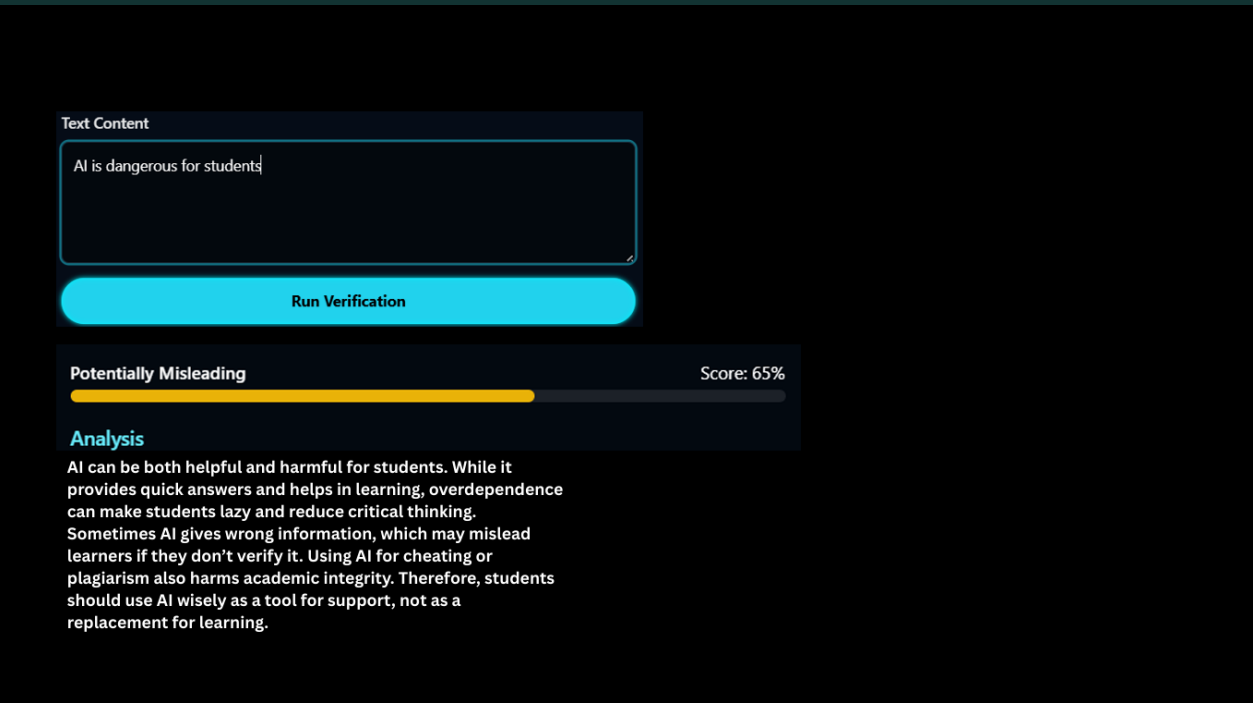 Text Content
AI is dangerous for students
Run Verification
Potentially Misleading Score: 65%
Analysis
AI can be both helpful and harmful for students. While it
provides quick answers and helps in learning, overdependence
can make students lazy and reduce critical thinking.
Sometimes AI gives wrong information, which may mislead
learners if they don’t verify it. Using AI for cheating or
plagiarism also harms academic integrity. Therefore, students
should use AI wisely as a tool for support, not as a
replacement for learning.